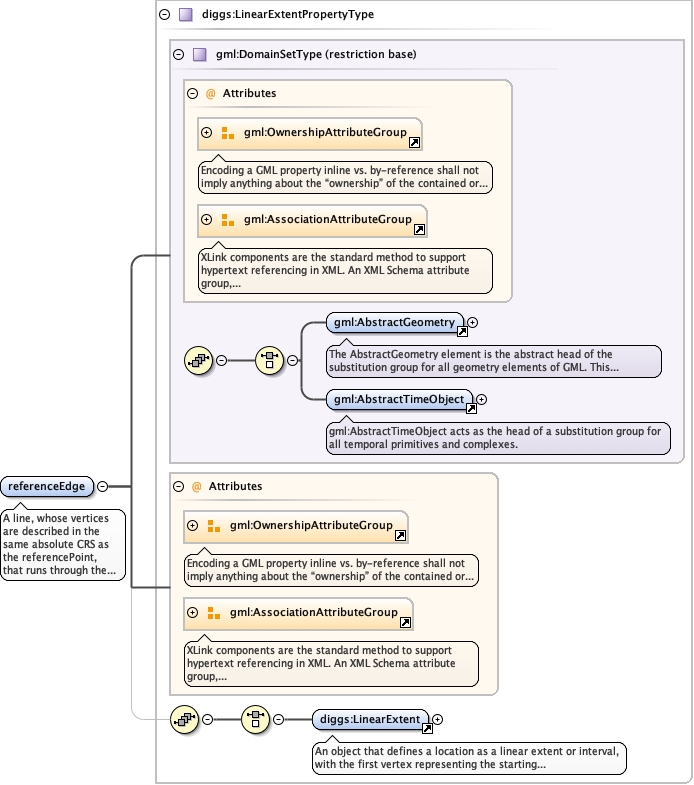 diggs:LinearExtentPropertyType
gml:DomainSetType (restriction base)
@ Attributes
gml:OwnershipAttributeGroup
Encoding a GML property inline vs. by-reference shall not
imply anything about the “ownership” of the contained or...
gml:AssociationAttributeGroup
XLink components are the standard method to support
hypertext referencing in XML. An XML Schema attribute
group,...
gml:AbstractGeometry
The AbstractGeometry element is the abstract head of the
substitution group for all geometry elements of GML. This...
gml:AbstractTimeObject
gml:AbstractTimeObject acts as the head of a substitution group for
all temporal primitives and complexes.
referenceEdge
A line, whose vertices
are described in the
same absolute CRS as
the referencePoint,
that runs through the...
@ Attributes
gml:OwnershipAttributeGroup
Encoding a GML property inline vs. by-reference shall not
imply anything about the “ownership” of the contained or...
gml:AssociationAttributeGroup
XLink components are the standard method to support
hypertext referencing in XML. An XML Schema attribute
group,...
diggs:LinearExtent
An object that defines a location as a linear extent or interval,
with the first vertex representing the starting...